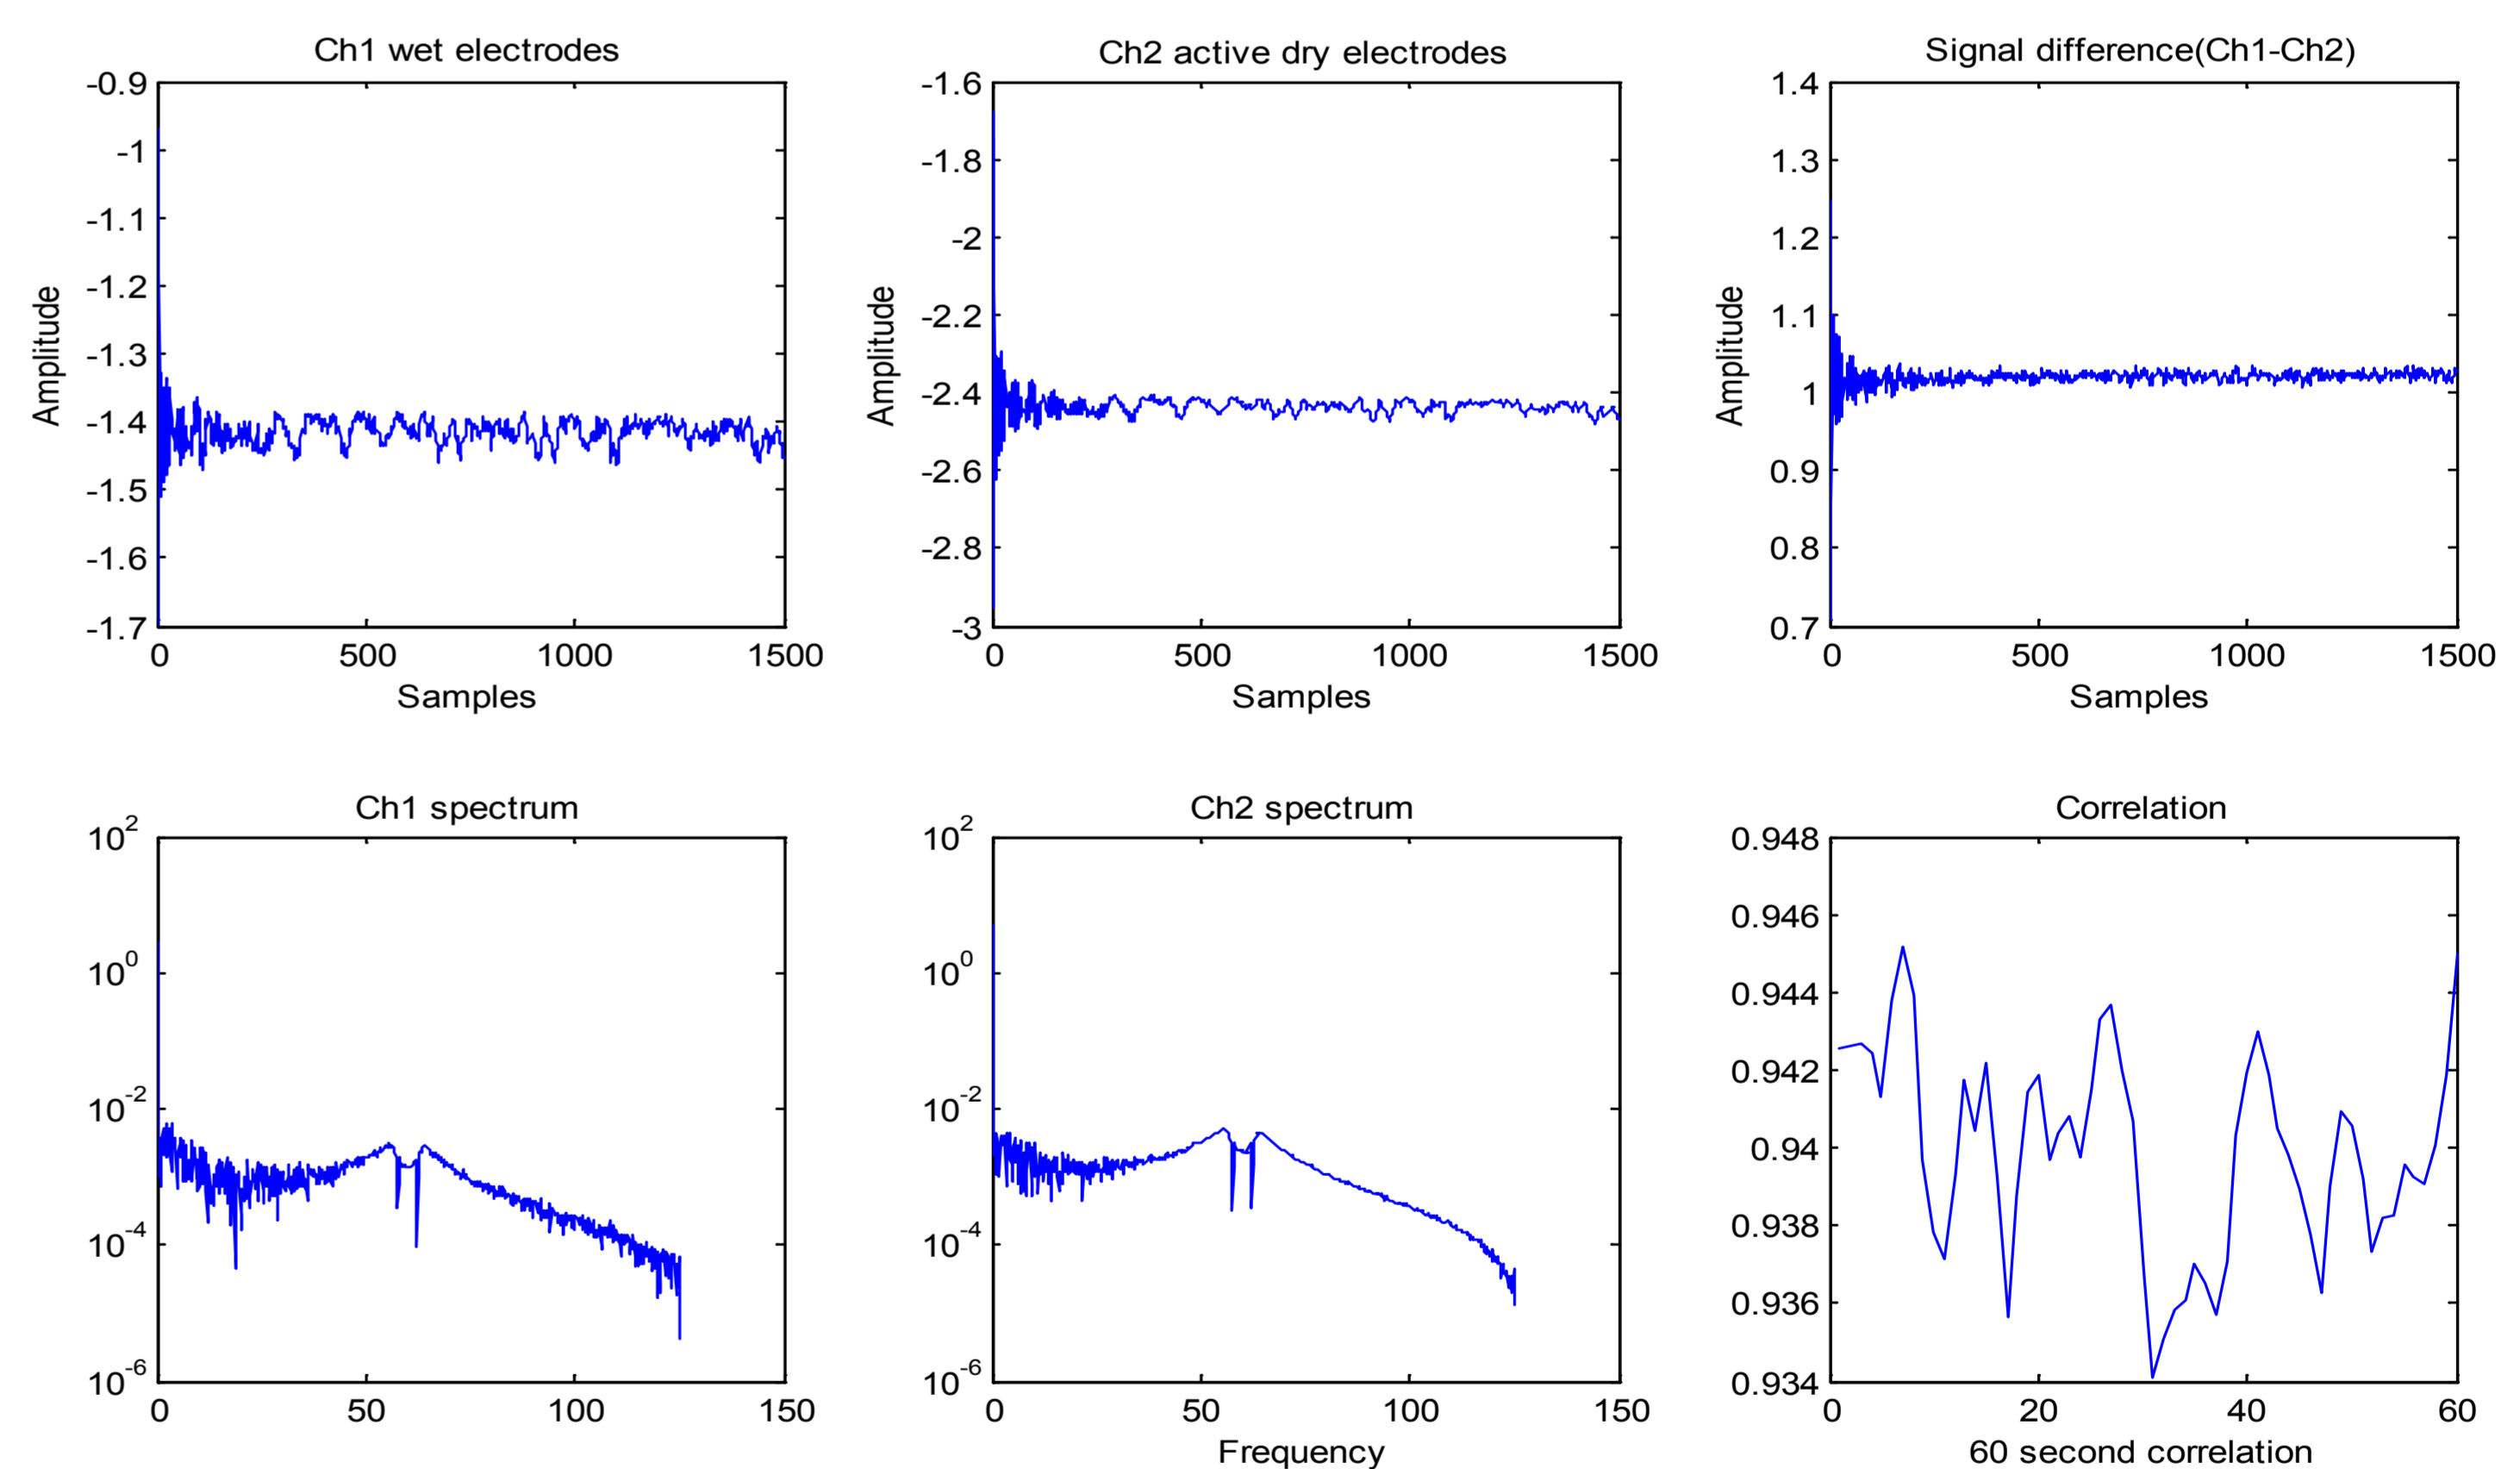 Ch1 wet electrodes
-0.9
-1
-1.1
-1.2
-1.3
-1.4
-1.5
-1.6
-1.7
Amplitude
0 500 1000 1500
Samples
Ch2 active dry electrodes
-1.6
-1.8
-2
-2.2
-2.4
-2.6
-2.8
-3
Amplitude
0 500 1000 1500
Samples
Signal difference(Ch1-Ch2)
1.4
1.3
1.2
1.1
1
0.9
0.8
0.7
Amplitude
0 500 1000 1500
Samples
Ch1 spectrum
10^2
10^0
10^-2
10^-4
10^-6
0 50 100 150
Ch2 spectrum
10^2
10^0
10^-2
10^-4
10^-6
0 50 100 150
Frequency
Correlation
0.948
0.946
0.944
0.942
0.94
0.938
0.936
0.934
0 20 40 60
60 second correlation